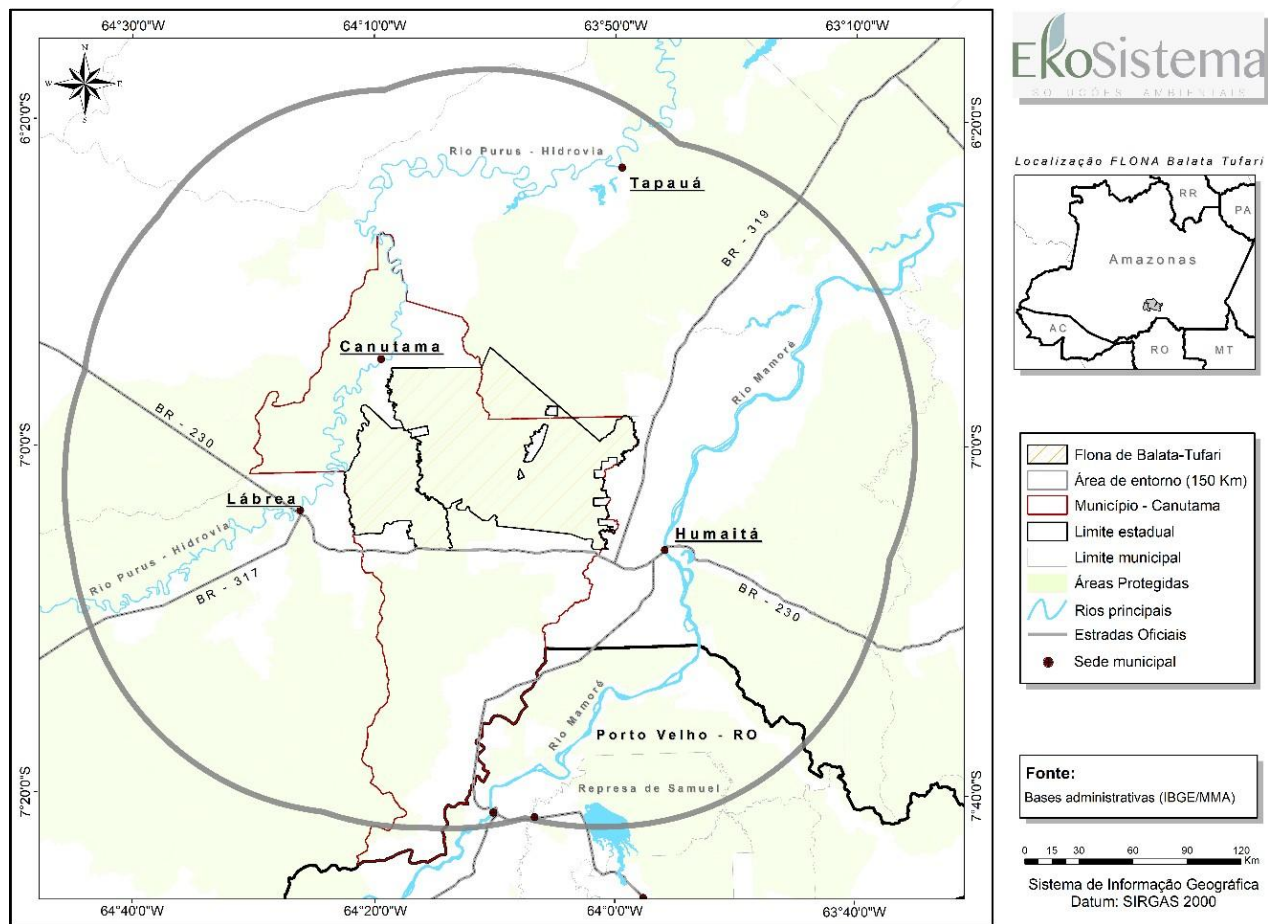 64°30'0"W
64°10'0"W
63°50'0"W
63°10'0"W
N
W
E
S
6°20'0"S
6°20'0"S
7°0'0"S
7°0'0"S
7°20'0"S
7°40'0"S
64°40'0"W
64°20'0"W
64°0'0"W
63°40'0"W
Rio Purus - Hidrovia
Tapauá
BR - 319
Canutama
Rio Mamoré
BR - 230
Lábrea
Rio Purus - Hidrovia
BR - 317
Humaitá
BR - 230
Rio Mamoré
Porto Velho - RO
Represa de Samuel
EkoSistema
SOLUÇÕES AMBIENTAIS
Localização FLONA Balata Tufari
RR
PA
Amazonas
AC
RO
MT
Flona de Balata-Tufari
Área de entorno (150 Km)
Município - Canutama
Limite estadual
Limite municipal
Áreas Protegidas
Rios principais
Estradas Oficiais
Sede municipal
Fonte:
Bases administrativas (IBGE/MMA)
0 15 30 60 90 120
Km
Sistema de Informação Geográfica
Datum: SIRGAS 2000